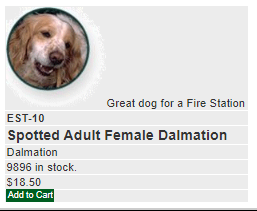 Great dog for a Fire Station
EST-10
Spotted Adult Female Dalmation
Dalmation
9896 in stock.
$18.50
Add to Cart